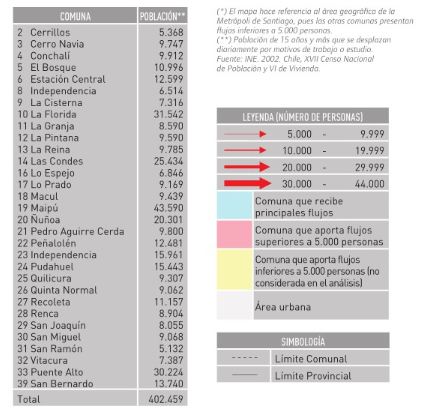 COMUNA POBLACIÓN**
2 Cerrillos 5.368
3 Cerro Navia 9.747
4 Conchalí 9.912
5 El Bosque 10.996
6 Estación Central 12.599
8 Independencia 6.514
9 La Cisterna 7.316
10 La Florida 31.542
11 La Granja 8.590
12 La Pintana 9.590
13 La Reina 9.785
14 Las Condes 25.434
16 Lo Espejo 6.846
17 Lo Prado 9.169
18 Macul 9.439
19 Maipú 43.590
20 Ñuñoa 20.301
21 Pedro Aguirre Cerda 9.800
22 Peñalolén 12.481
23 Independencia 15.961
24 Pudahuel 15.443
25 Quilicura 9.307
26 Quinta Normal 9.062
27 Recoleta 11.157
28 Renca 8.904
29 San Joaquín 8.055
30 San Miguel 9.068
31 San Ramón 5.132
32 Vitacura 7.387
33 Puente Alto 30.224
39 San Bernardo 13.740
Total 402.459
(*) El mapa hace referencia al área geográfica de la
Metrópoli de Santiago, pues las otras comunas presentan
flujos inferiores a 5.000 personas.
(**) Población de 15 años y más que se desplazan
diariamente por motivos de trabajo o estudio.
Fuente: INE. 2002. Chile, XVII Censo Nacional
de Población y VI de Vivienda.
LEYENDA (NÚMERO DE PERSONAS)
5.000 - 9.999
10.000 - 19.999
20.000 - 29.999
30.000 - 44.000
Comuna que recibe
principales flujos
Comuna que aporta flujos
superiores a 5.000 personas
Comuna que aporta flujos
inferiores a 5.000 personas (no
considerada en el análisis)
Área urbana
SIMBOLOGÍA
Límite Comunal
Límite Provincial